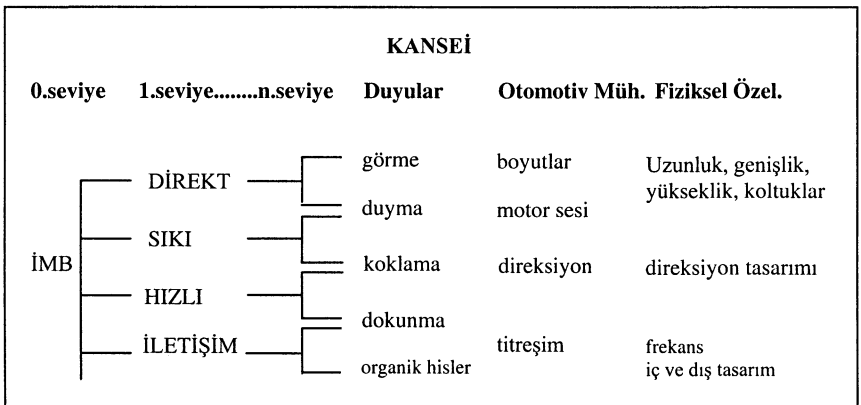 KANSEİ
0.seviye 1.seviye........n.seviye Duyular Otomotiv Müh. Fiziksel Özel.
görme boyutlar Uzunluk, genişlik,
DİREKT yükseklik, koltuklar
duyma motor sesi
SIKI
İMB koklama direksiyon direksiyon tasarımı
HIZLI
dokunma
İLETİŞİM titreşim frekans
organik hisler iç ve dış tasarım